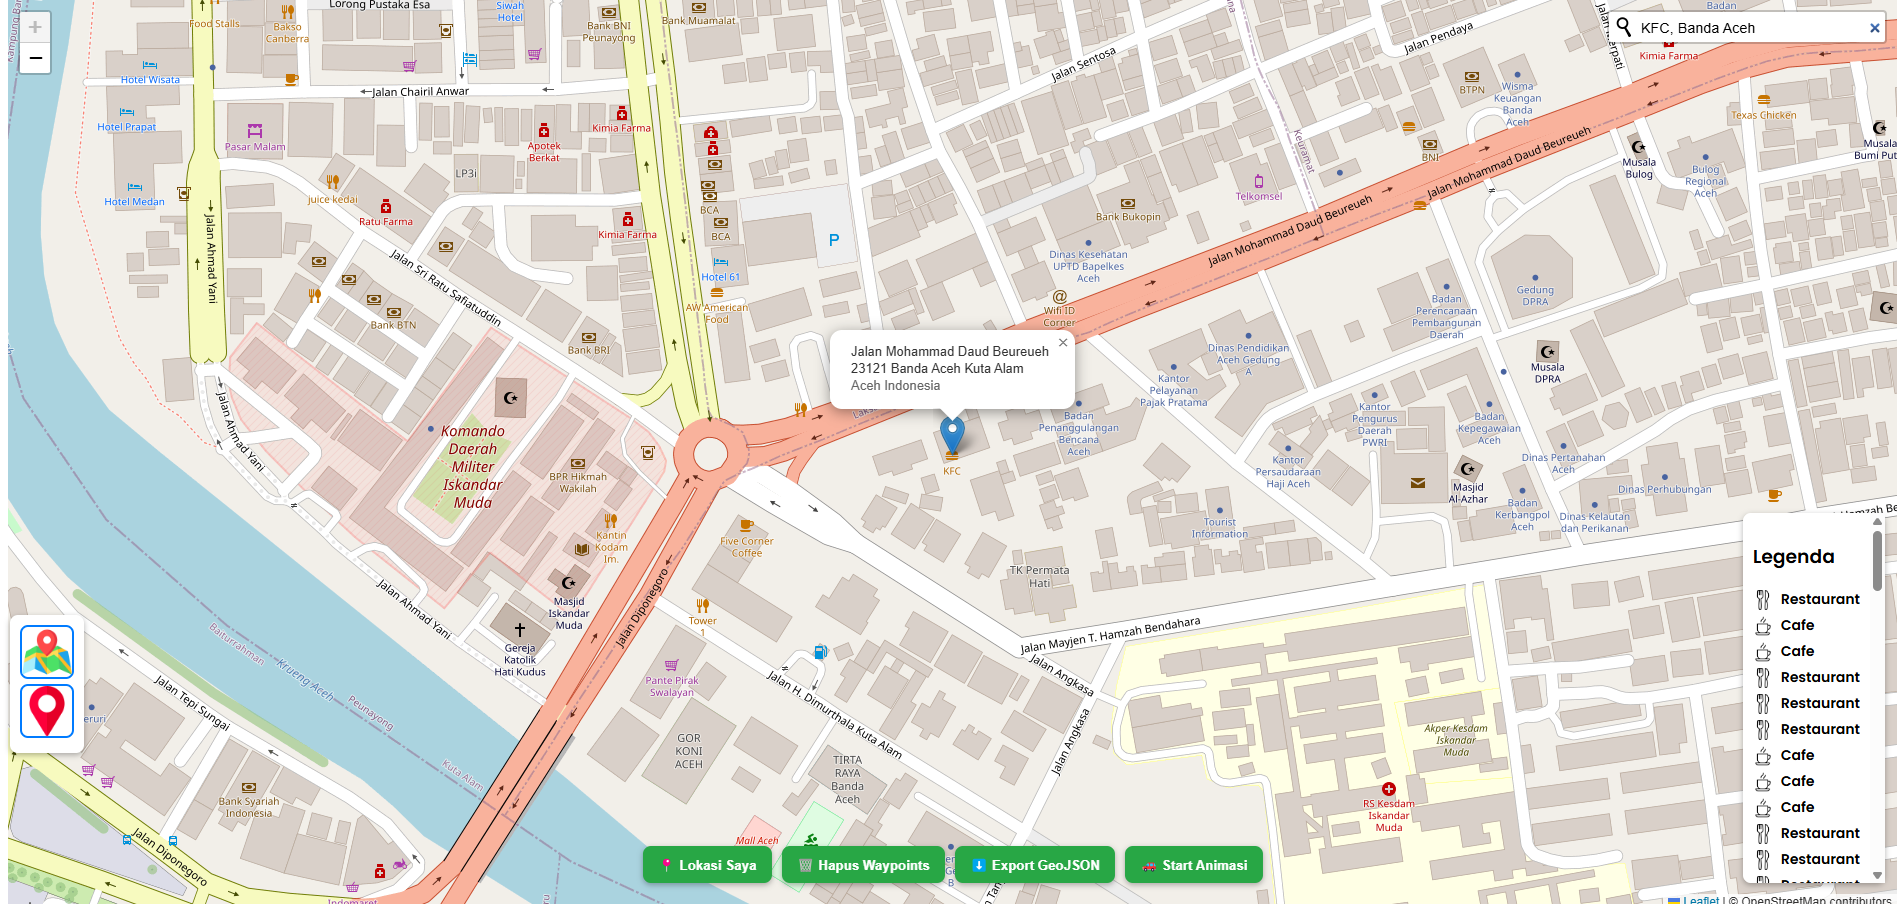 Food Stalls
Bakso
Canberra
Lorong Pustaka Esa
Siwah
Hotel
Bank BNI
Peunayong
Bank Muamalat
+
−
KFC, Banda Aceh
×
Badan
Kimia Farma
Jalan Pendaya
Jalan Sentosa
Hotel Wisata
Jalan Chairil Anwar
BTPN
Wisma
Keuangan
Banda
Aceh
Texas Chicken
Hotel Prapat
Pasar Malam
Apotek
Berkat
Kimia Farma
Keuramat
BNI
Jalan Mohammad Daud Beureueh
Musala
Bulog
Musala
Bumi Put
Bulog
Regional
Aceh
LP3i
Hotel Medan
juice kedai
Ratu Farma
Kimia Farma
BCA
BCA
P
Telkomsel
Bank Bukopin
Jalan Mohammad Daud Beureueh
Jalan Ahmad Yani
Jalan Sri Ratu Safiatuddin
Hotel 61
AW American
Food
Dinas Kesehatan
UPTD Bapelkes
Aceh
Wifi ID
Corner
Gedung
DPRA
Badan
Perencanaan
Pembangunan
Daerah
Bank BTN
Bank BRI
Jalan Mohammad Daud Beureueh
23121 Banda Aceh Kuta Alam
Aceh Indonesia
×
Dinas Pendidikan
Aceh Gedung
A
Musala
DPRA
Kantor
Pelayanan
Pajak Pratama
Jalan Ahmad Yani
Komando
Daerah
Militer
Iskandar
Muda
Badan
Penanggulangan
Bencana
Aceh
Kantor
Pengurus
Daerah
PWRI
Badan
Kepegawaian
Aceh
KFC
BPR Hikmah
Wakilah
Kantor
Persaudaraan
Haji Aceh
Dinas Pertanahan
Aceh
Masjid
Al-Azhar
Dinas Perhubungan
Badan
Kerbangpol
Aceh
Dinas Kelautan
dan Perikanan
Tourist
Information
Kantin
Kodam
Im.
Five Corner
Coffee
TK Permata
Hati
Masjid
Iskandar
Muda
Jalan Ahmad Yani
Jalan Diponegoro
Tower
1
Gereja
Katolik
Hati Kudus
Jalan Mayjen T. Hamzah Bendahara
Jalan Angkasa
Baiturrahman
Krueng Aceh
Peunayong
Pante Pirak
Swalayan
Jalan H. Dimurthala Kuta Alam
Jalan Tepi Sungai
Jalan Angkasa
GOR
KONI
ACEH
TIRTA
RAYA
Banda
Aceh
Akper Kesdam
Iskandar
Muda
Kuta Alam
Bank Syariah
Indonesia
RS Kesdam
Iskandar
Muda
Jalan Diponegoro
Mall Aceh
Indomaret
Lokasi Saya
Hapus Waypoints
Export GeoJSON
Start Animasi
Legenda
Restaurant
Cafe
Cafe
Restaurant
Restaurant
Restaurant
Cafe
Cafe
Cafe
Restaurant
Restaurant
Restaurant
Leaflet | © OpenStreetMap contributors